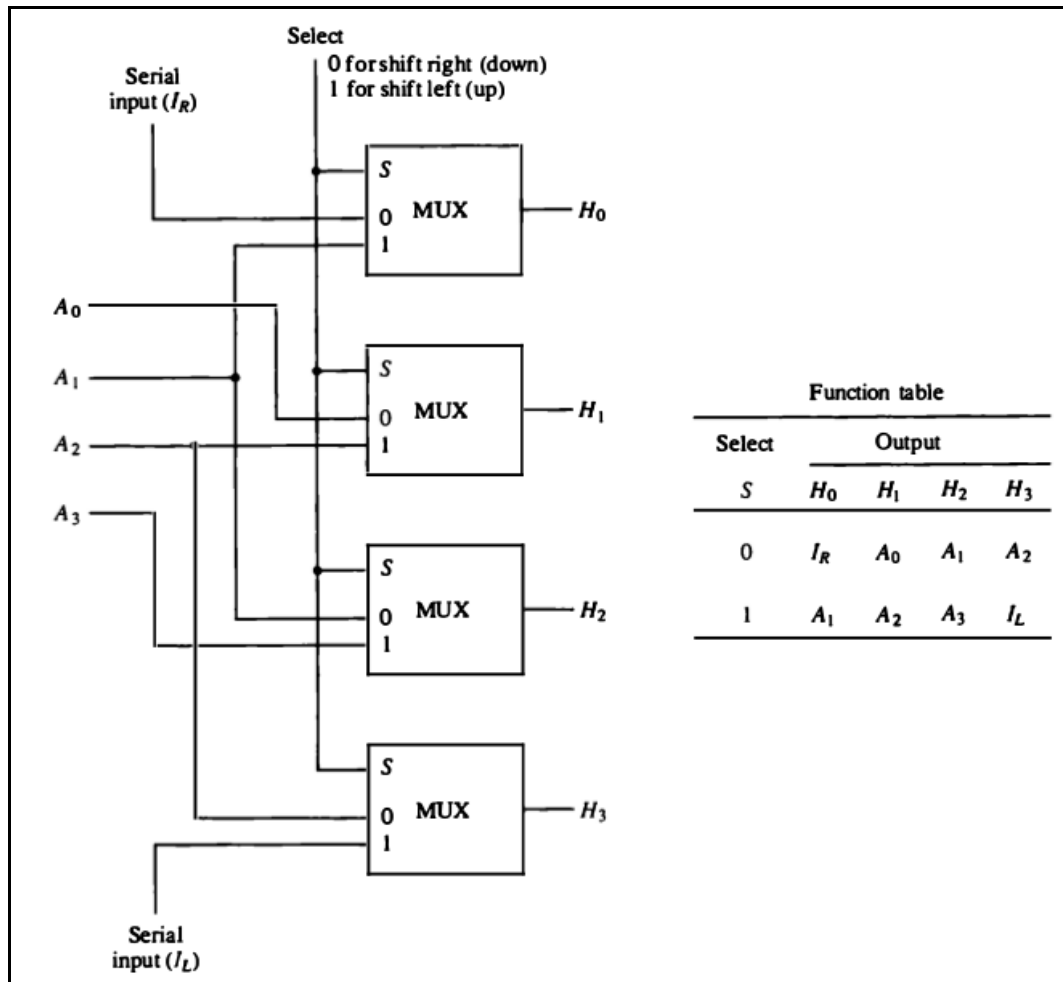 Select
0 for shift right (down)
1 for shift left (up)
Serial
input (I_R)
S
0 MUX
1
H_0
A_0
A_1
A_2
A_3
S
0 MUX
1
H_1
S
0 MUX
1
H_2
S
0 MUX
1
H_3
Serial
input (I_L)
Function table
Select Output
S H_0 H_1 H_2 H_3
0 I_R A_0 A_1 A_2
1 A_1 A_2 A_3 I_L